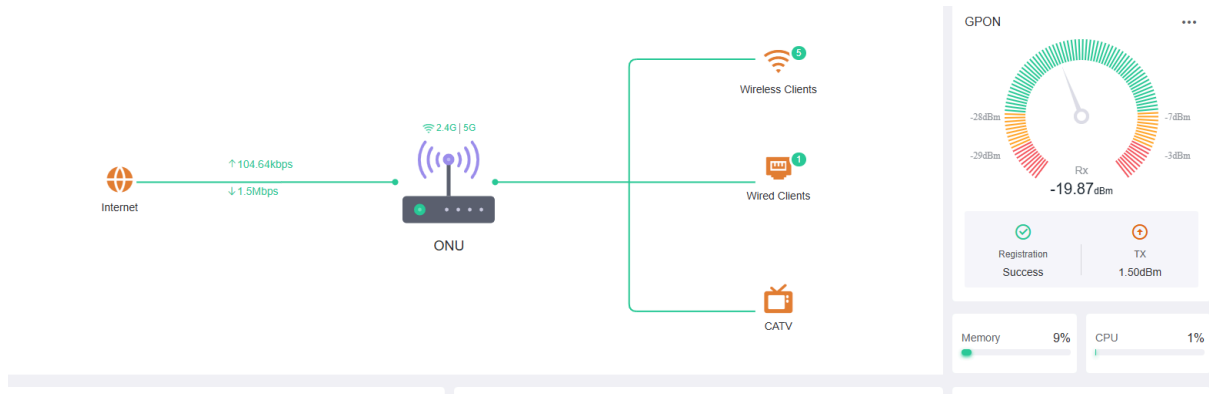 GPON
...
5
Wireless Clients
2.4G | 5G
-28dBm
-7dBm
↑ 104.64kbps
-29dBm
-3dBm
1
Rx
↓ 1.5Mbps
-19.87dBm
Internet
Wired Clients
ONU
Registration
TX
Success
1.50dBm
CATV
Memory 9%
CPU 1%